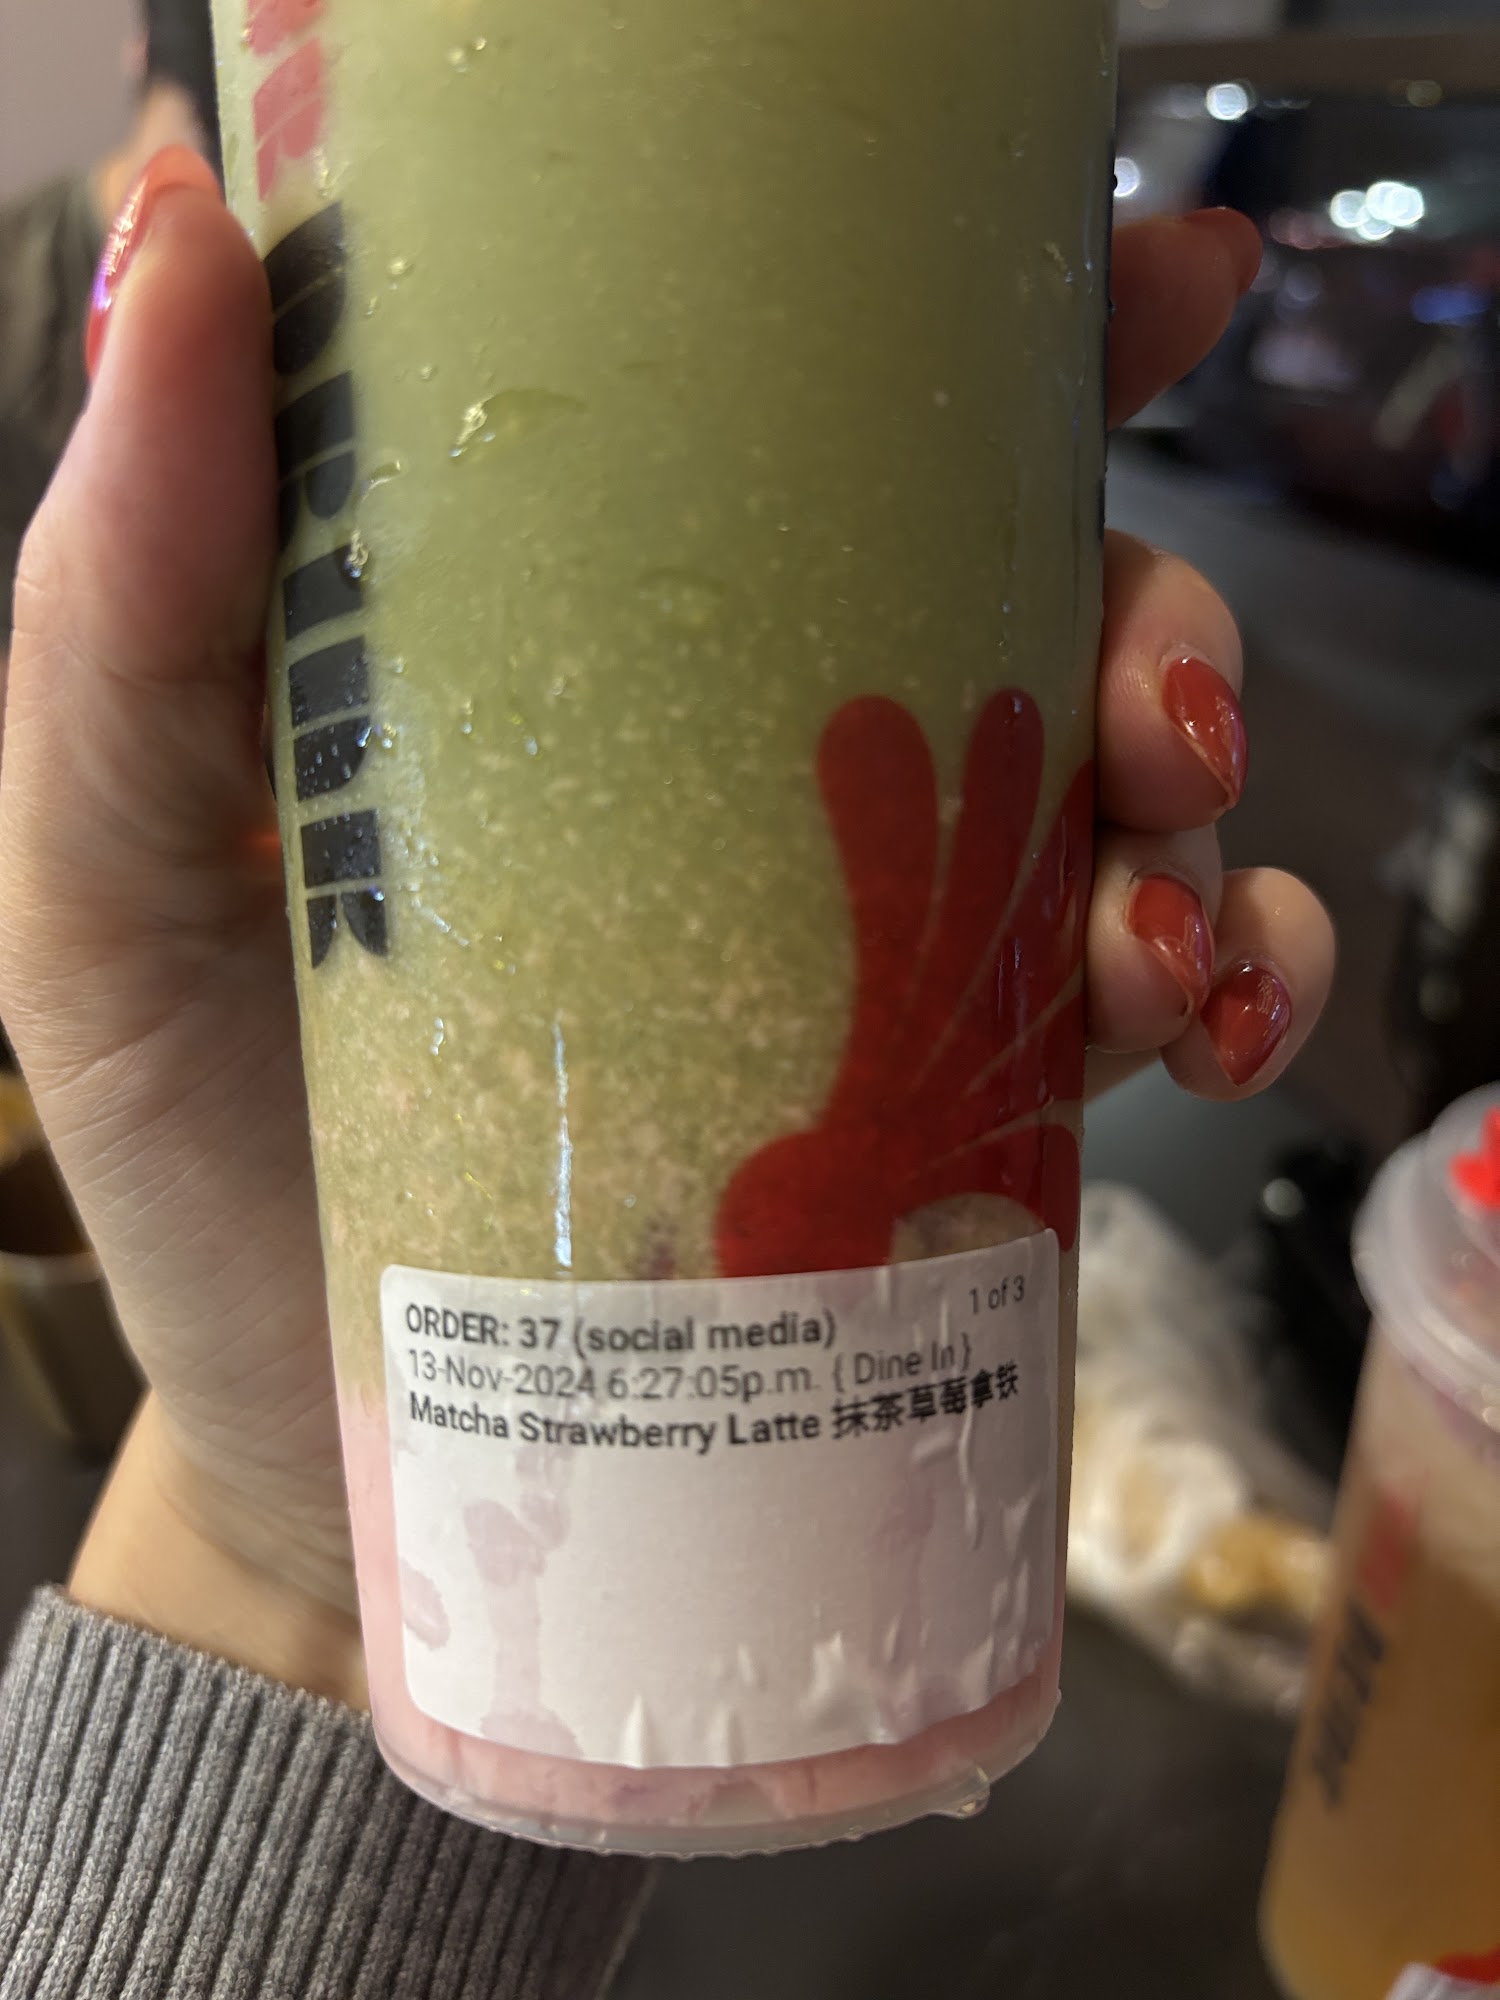 ORDER: 37 (social media) 1 of 3
13-Nov-2024 6:27:05p.m. { Dine In }
Matcha Strawberry Latte 抹茶草莓拿铁